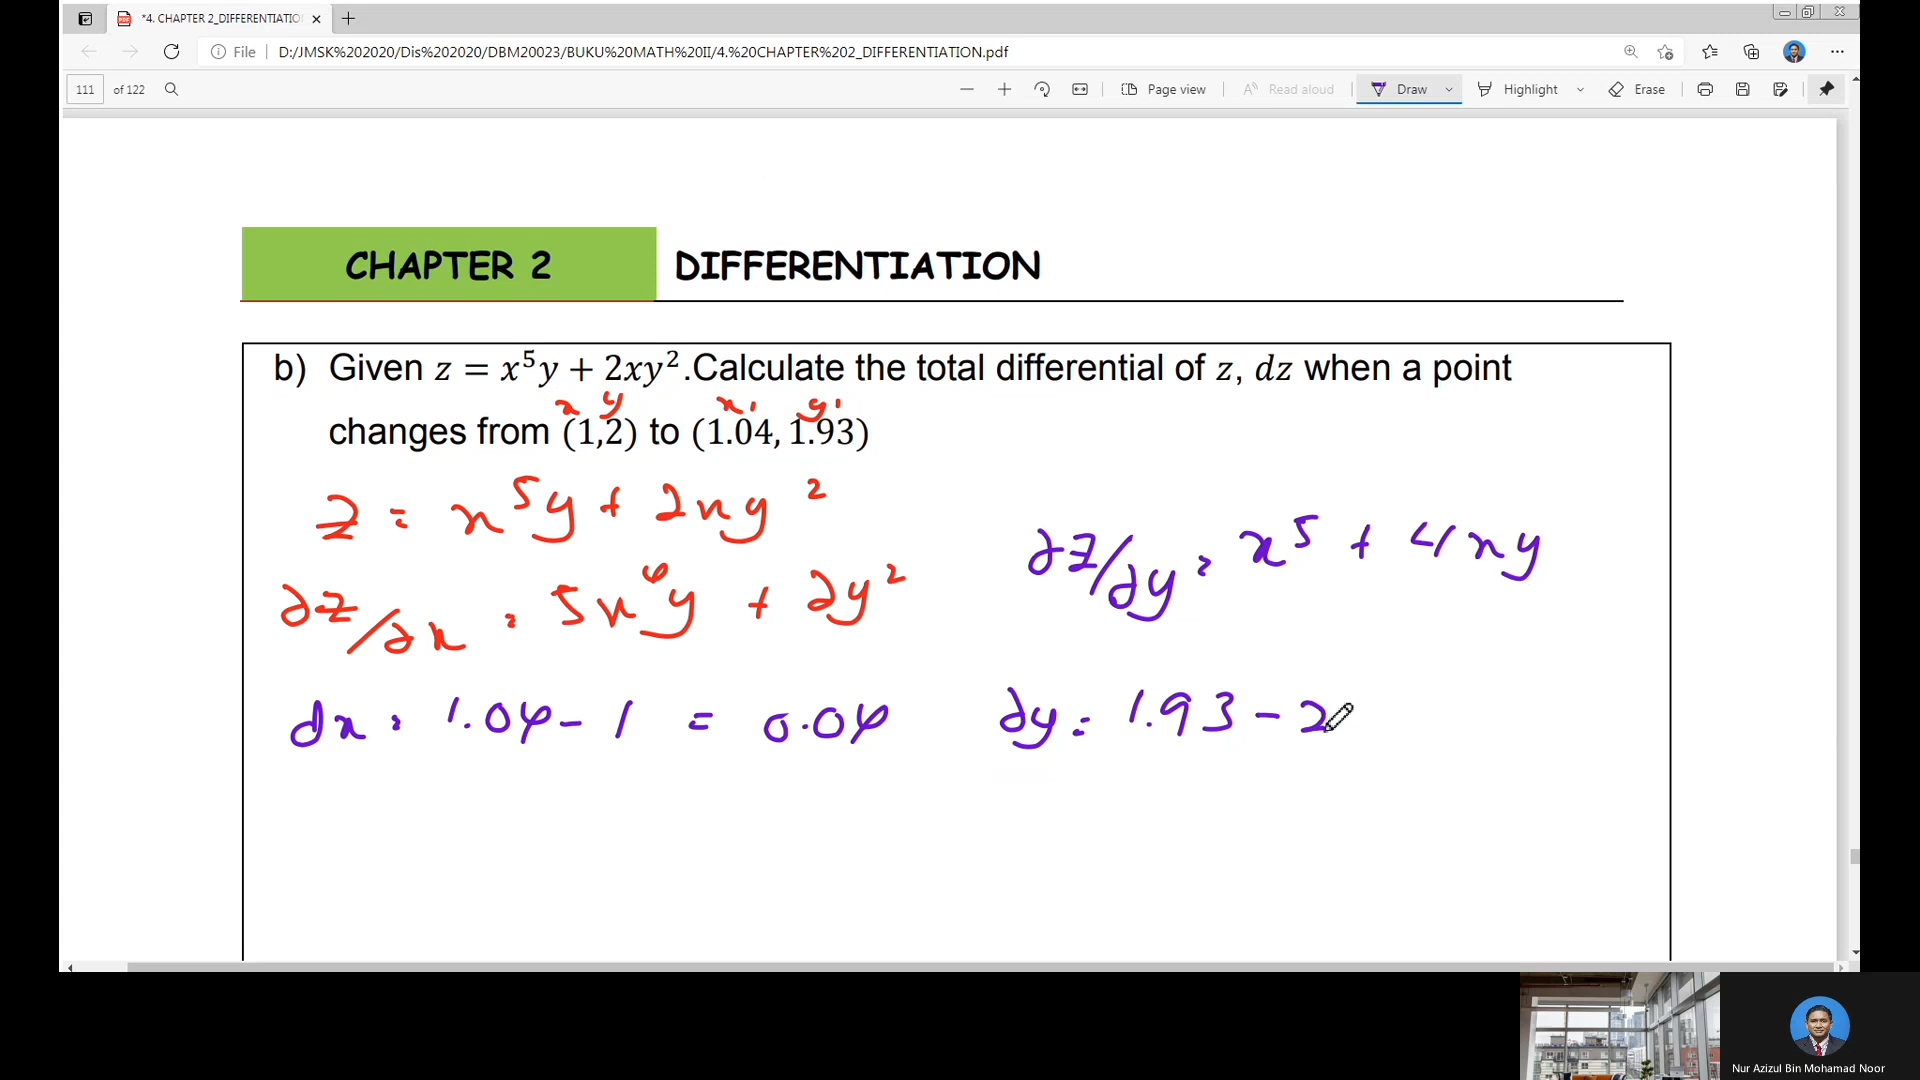 *4. CHAPTER 2_DIFFERENTIATIO
File D:/JMSK%202020/Dis%202020/DBM20023/BUKU%20MATH%20II/4.%20CHAPTER%202_DIFFERENTIATION.pdf
111 of 122 Page view Read aloud Draw Highlight Erase
CHAPTER 2 DIFFERENTIATION
b) Given z = x⁵y + 2xy².Calculate the total differential of z, dz when a point
x y x' y'
changes from (1,2) to (1.04, 1.93)
z = x⁵y + 2xy²
∂z/∂y = x⁵ + 4xy
∂z/∂x = 5x⁴y + 2y²
dx = 1.04 - 1 = 0.04 dy = 1.93 - 2
Nur Azizul Bin Mohamad Noor